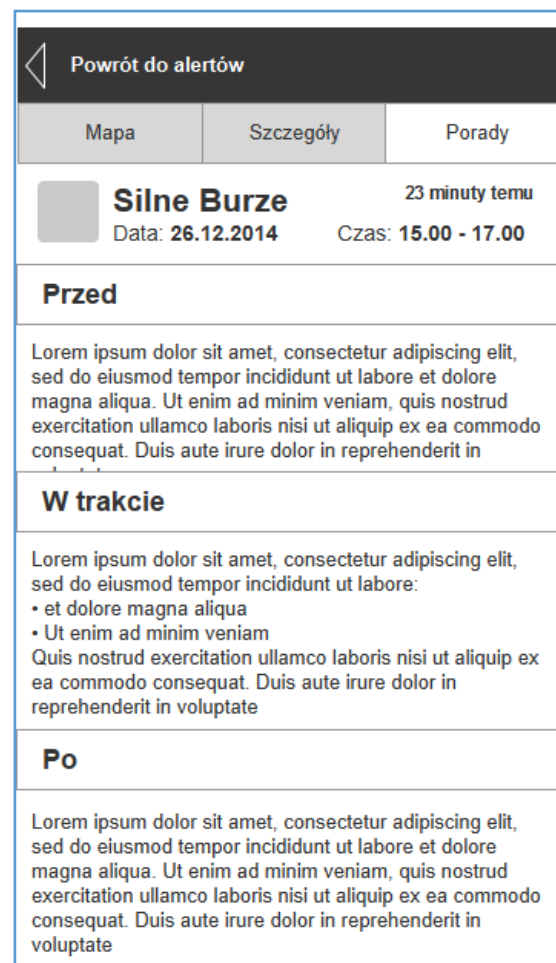 Powrót do alertów
Mapa Szczegóły Porady
Silne Burze 23 minuty temu
Data: 26.12.2014 Czas: 15.00 - 17.00
Przed
Lorem ipsum dolor sit amet, consectetur adipiscing elit,
sed do eiusmod tempor incididunt ut labore et dolore
magna aliqua. Ut enim ad minim veniam, quis nostrud
exercitation ullamco laboris nisi ut aliquip ex ea commodo
consequat. Duis aute irure dolor in reprehenderit in
W trakcie
Lorem ipsum dolor sit amet, consectetur adipiscing elit,
sed do eiusmod tempor incididunt ut labore:
• et dolore magna aliqua
• Ut enim ad minim veniam
Quis nostrud exercitation ullamco laboris nisi ut aliquip ex
ea commodo consequat. Duis aute irure dolor in
reprehenderit in voluptate
Po
Lorem ipsum dolor sit amet, consectetur adipiscing elit,
sed do eiusmod tempor incididunt ut labore et dolore
magna aliqua. Ut enim ad minim veniam, quis nostrud
exercitation ullamco laboris nisi ut aliquip ex ea commodo
consequat. Duis aute irure dolor in reprehenderit in
voluptate